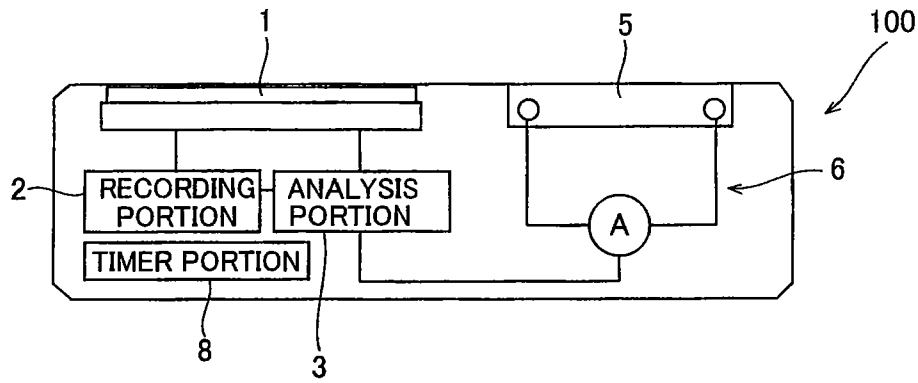 1
5
100
2
RECORDING
PORTION
ANALYSIS
PORTION
6
A
TIMER PORTION
8
3